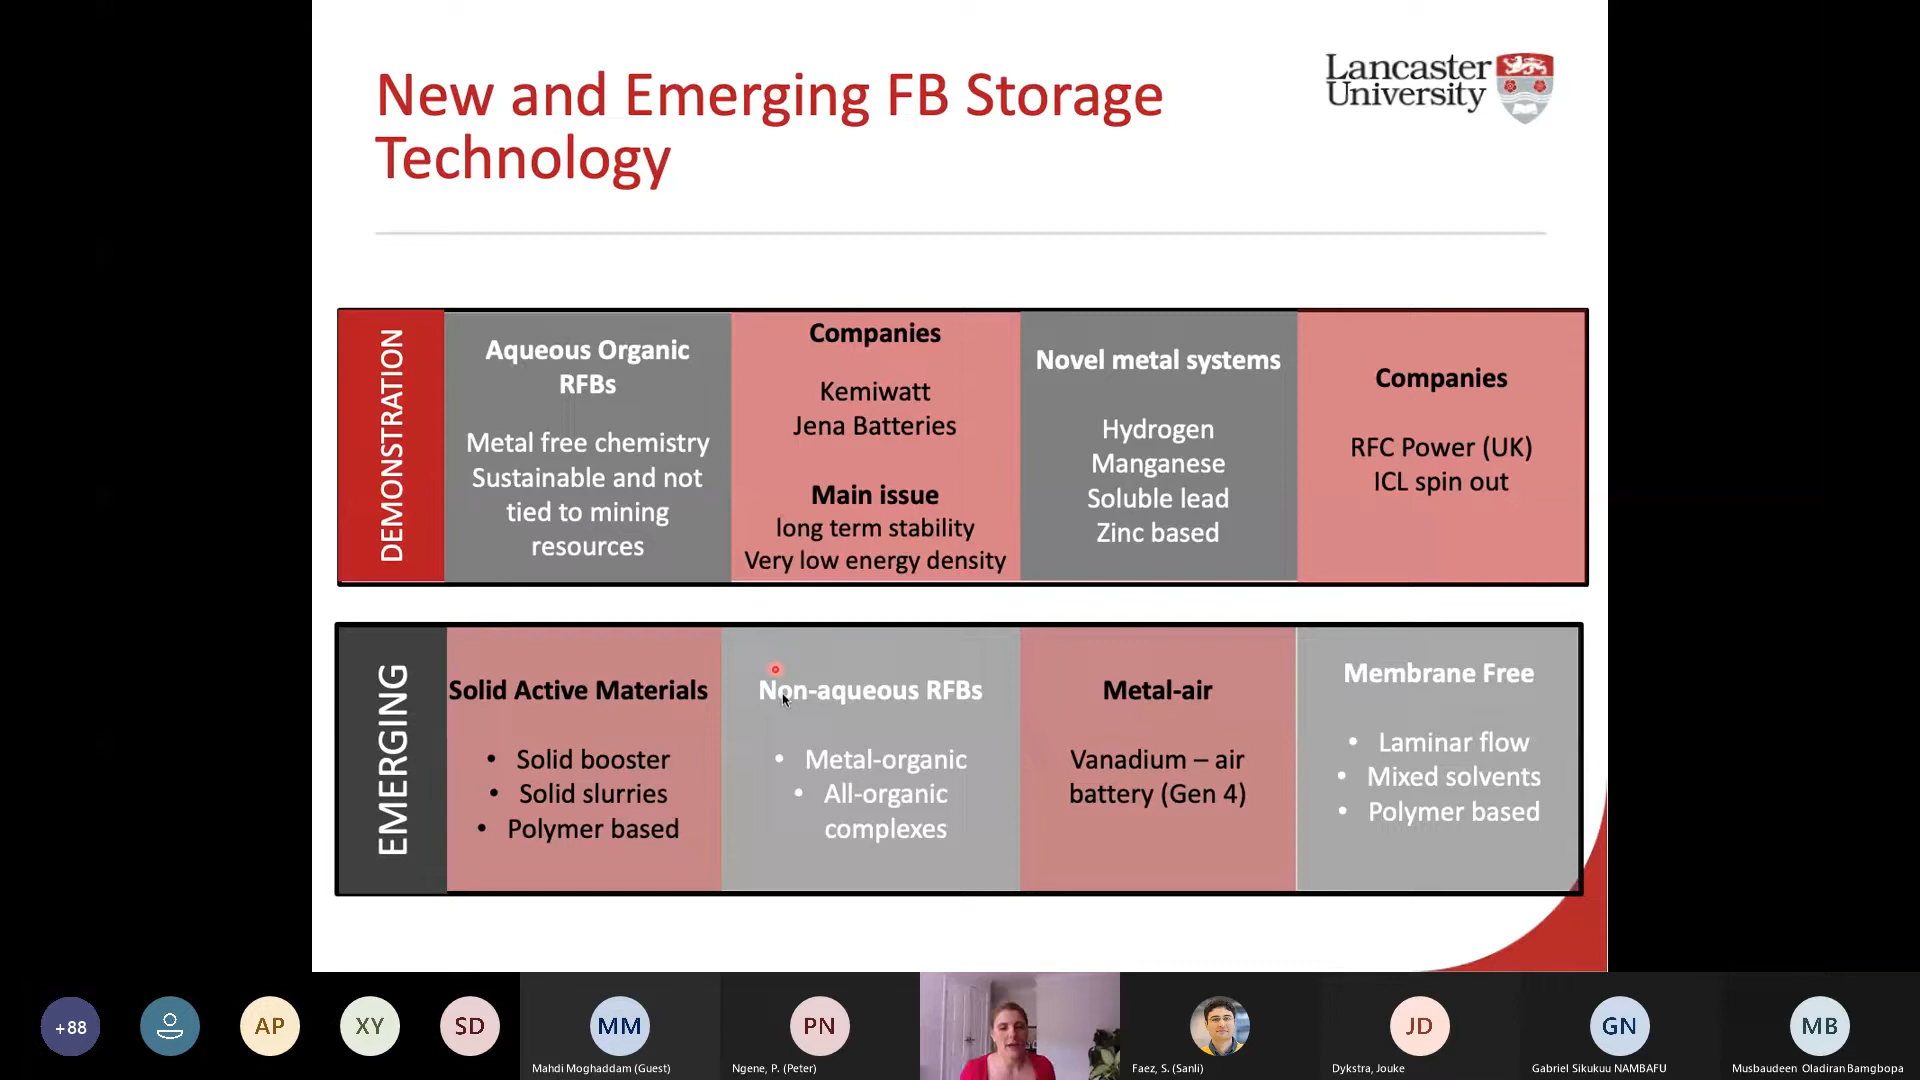 New and Emerging FB Storage
Technology
Lancaster
University
DEMONSTRATION
Aqueous Organic
RFBs
Metal free chemistry
Sustainable and not
tied to mining
resources
Companies
Kemiwatt
Jena Batteries
Main issue
long term stability
Very low energy density
Novel metal systems
Hydrogen
Manganese
Soluble lead
Zinc based
Companies
RFC Power (UK)
ICL spin out
EMERGING
Solid Active Materials
• Solid booster
• Solid slurries
• Polymer based
Non-aqueous RFBs
• Metal-organic
• All-organic
complexes
Metal-air
Vanadium – air
battery (Gen 4)
Membrane Free
• Laminar flow
• Mixed solvents
• Polymer based
+88
AP
XY
SD
MM
Mahdi Moghaddam (Guest)
PN
Ngene, P. (Peter)
Faez, S. (Sanli)
JD
Dykstra, Jouke
GN
Gabriel Sikukuu NAMBAFU
MB
Musbaudeen Oladiran Bamgbopa